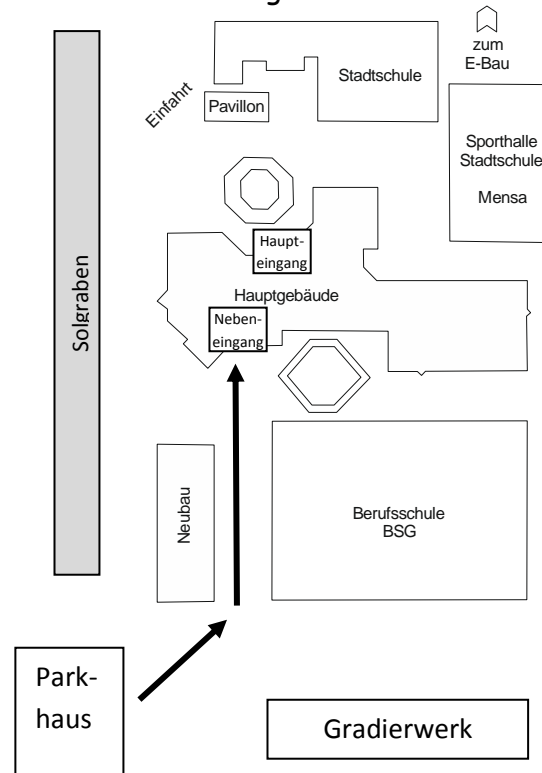 zum
E-Bau
Stadtschule
Einfahrt
Pavillon
Sporthalle
Stadtschule
Mensa
Haupt-
eingang
Hauptgebäude
Neben-
eingang
Solgraben
Neubau
Berufsschule
BSG
Park-
haus
Gradierwerk